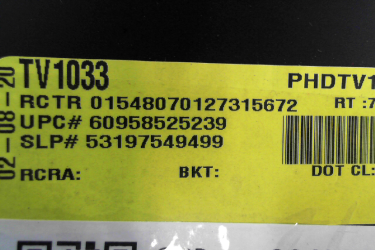 02-08-20
TV1033 PHDTV1
RCTR 01548070127315672 RT :7
UPC# 60958525239
SLP# 53197549499
RCRA: BKT: DOT CL: